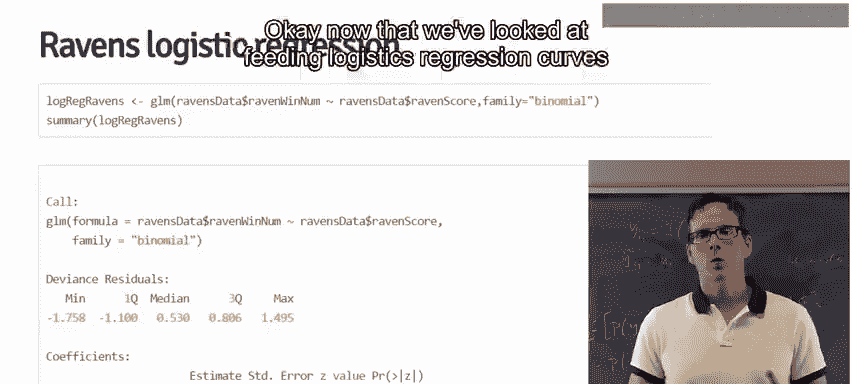 Ravens logistic regression
Okay now that we've looked at
feeding logistics regression curves
logRegRavens <- glm(ravensData$ravenWinNum ~ ravensData$ravenScore,family="binomial")
summary(logRegRavens)
Call:
glm(formula = ravensData$ravenWinNum ~ ravensData$ravenScore,
family = "binomial")
Deviance Residuals:
Min 1Q Median 3Q Max
-1.758 -1.100 0.530 0.806 1.495
Coefficients:
Estimate Std. Error z value Pr(>|z|)